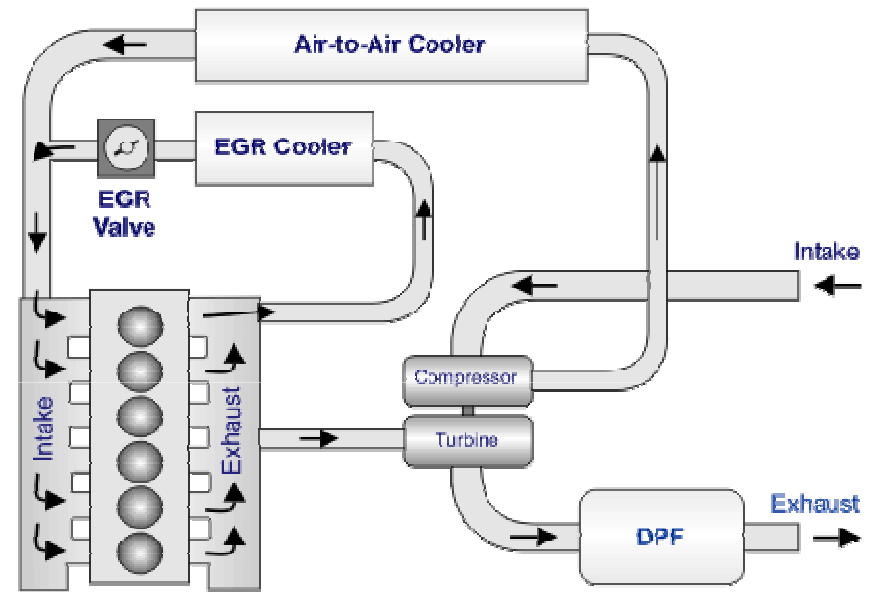 Air-to-Air Cooler
EGR Cooler
EGR
Valve
Intake
Compressor
Turbine
Intake
Exhaust
Exhaust
DPF